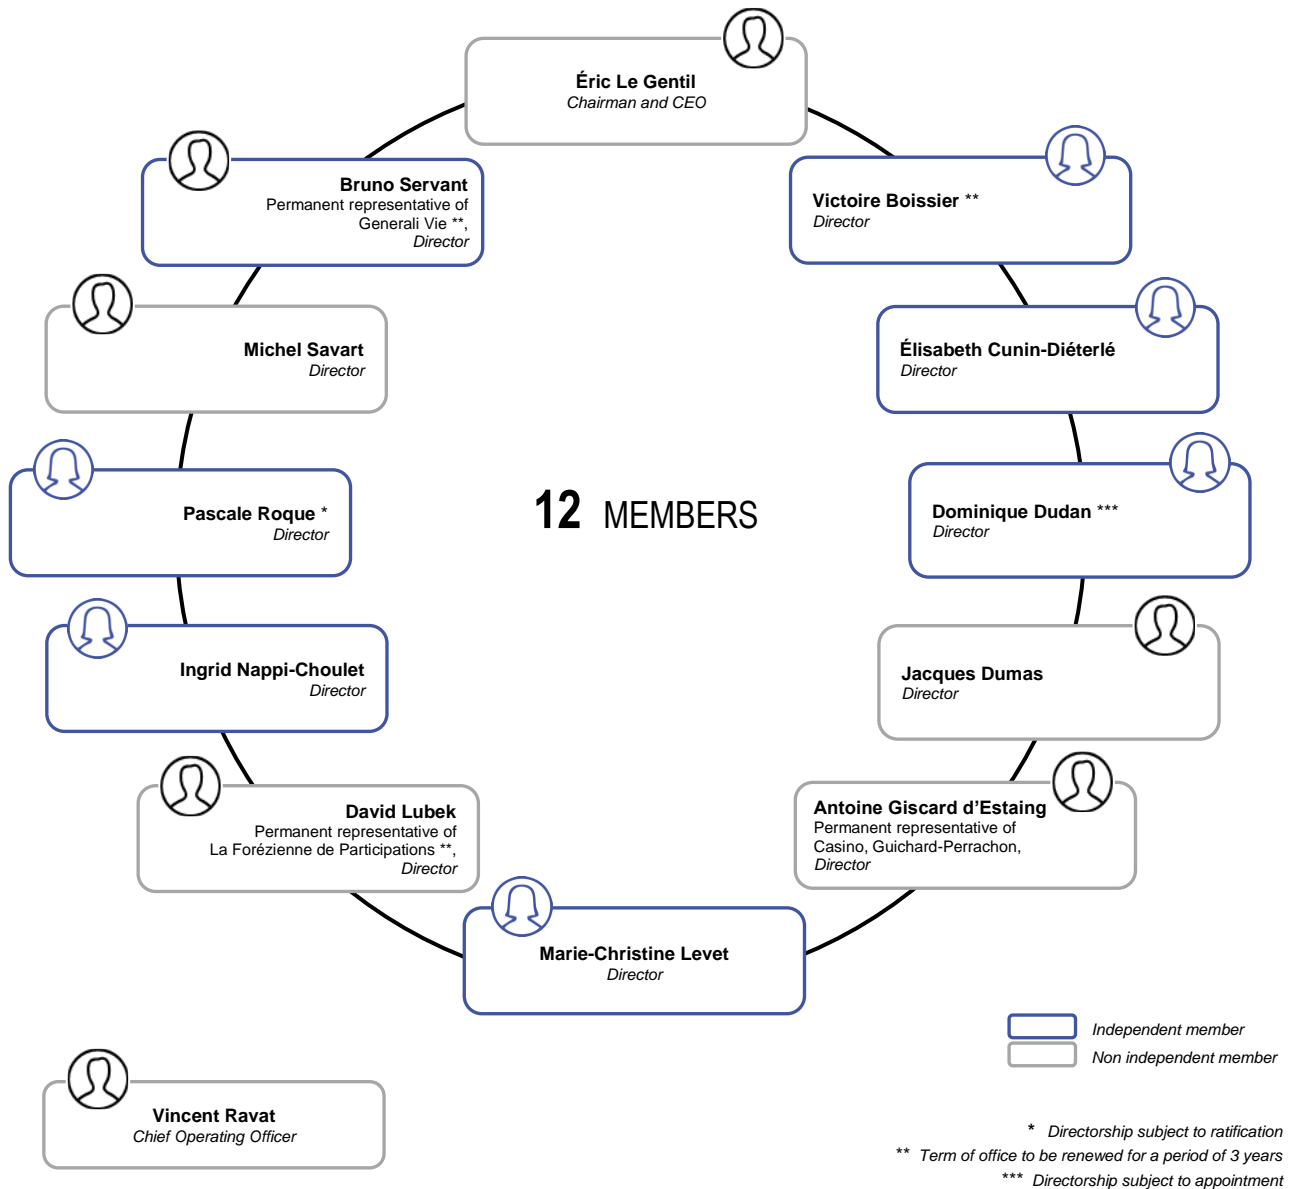 Éric Le Gentil
Chairman and CEO
Bruno Servant
Permanent representative of
Generali Vie **,
Director
Victoire Boissier **
Director
Michel Savart
Director
Élisabeth Cunin-Diéterlé
Director
Pascale Roque *
Director
12 MEMBERS
Dominique Dudan ***
Director
Ingrid Nappi-Choulet
Director
Jacques Dumas
Director
David Lubek
Permanent representative of
La Forézienne de Participations **,
Director
Antoine Giscard d'Estaing
Permanent representative of
Casino, Guichard-Perrachon,
Director
Marie-Christine Levet
Director
Independent member
Non independent member
Vincent Ravat
Chief Operating Officer
* Directorship subject to ratification
** Term of office to be renewed for a period of 3 years
*** Directorship subject to appointment